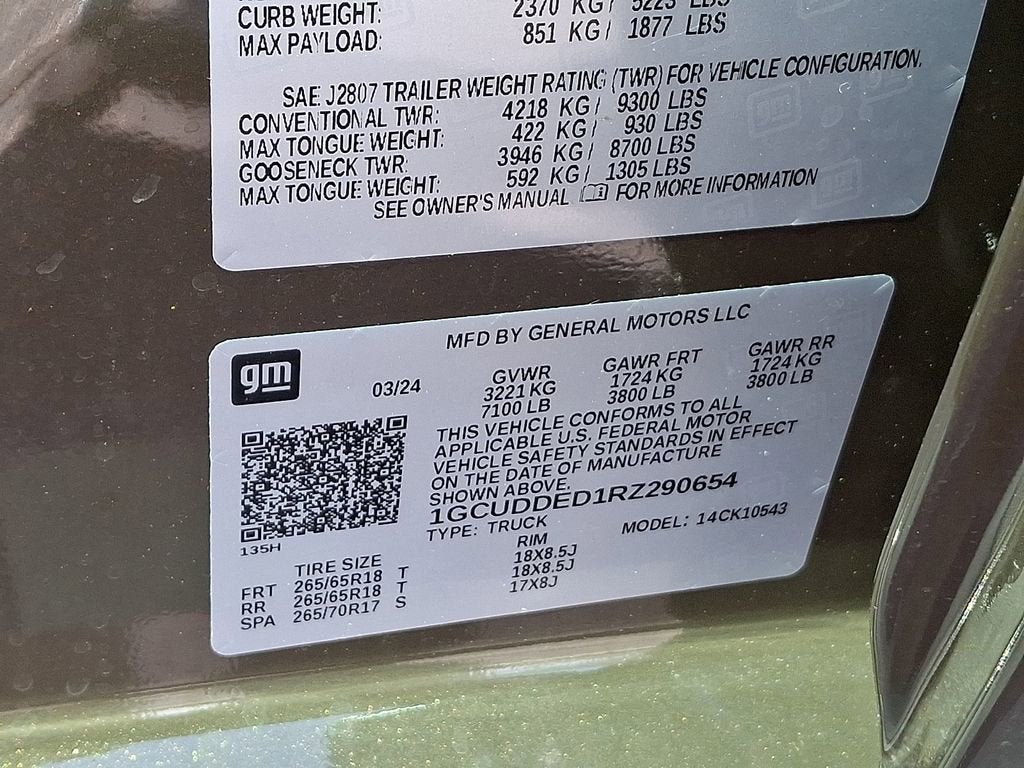 CURB WEIGHT: 2370 KG/ 5223 LBS
MAX PAYLOAD: 851 KG/ 1877 LBS
SAE J2807 TRAILER WEIGHT RATING (TWR) FOR VEHICLE CONFIGURATION.
CONVENTIONAL TWR: 4218 KG/ 9300 LBS
MAX TONGUE WEIGHT: 422 KG/ 930 LBS
GOOSENECK TWR: 3946 KG/ 8700 LBS
MAX TONGUE WEIGHT: 592 KG/ 1305 LBS
SEE OWNER'S MANUAL FOR MORE INFORMATION
MFD BY GENERAL MOTORS LLC
gm
03/24
GVWR GAWR FRT GAWR RR
3221 KG 1724 KG 1724 KG
7100 LB 3800 LB 3800 LB
THIS VEHICLE CONFORMS TO ALL
APPLICABLE U.S. FEDERAL MOTOR
VEHICLE SAFETY STANDARDS IN EFFECT
ON THE DATE OF MANUFACTURE
SHOWN ABOVE.
1GCUDDED1RZ290654
TYPE: TRUCK MODEL: 14CK10543
135H
TIRE SIZE RIM
FRT 265/65R18 T 18X8.5J
RR 265/65R18 T 18X8.5J
SPA 265/70R17 S 17X8J